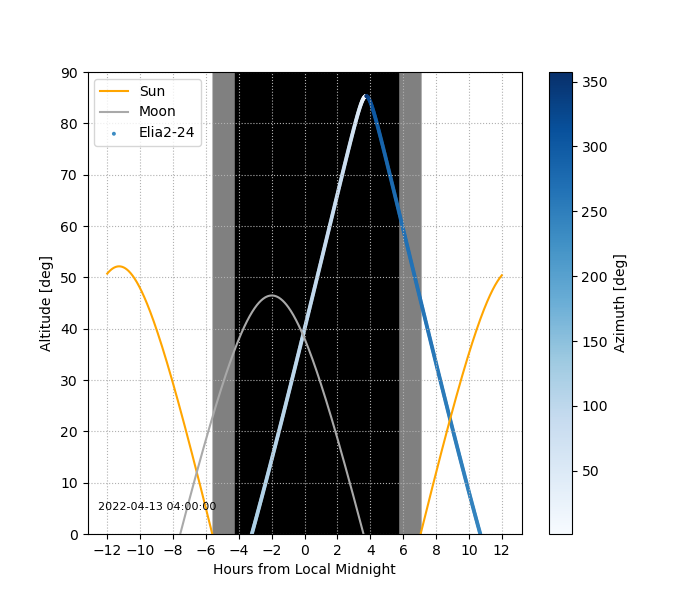 90
80
70
60
50
40
30
20
10
0
Altitude [deg]
Sun
Moon
Elia2-24
2022-04-13 04:00:00
−12 −10 −8 −6 −4 −2 0 2 4 6 8 10 12
Hours from Local Midnight
350
300
250
200
150
100
50
Azimuth [deg]